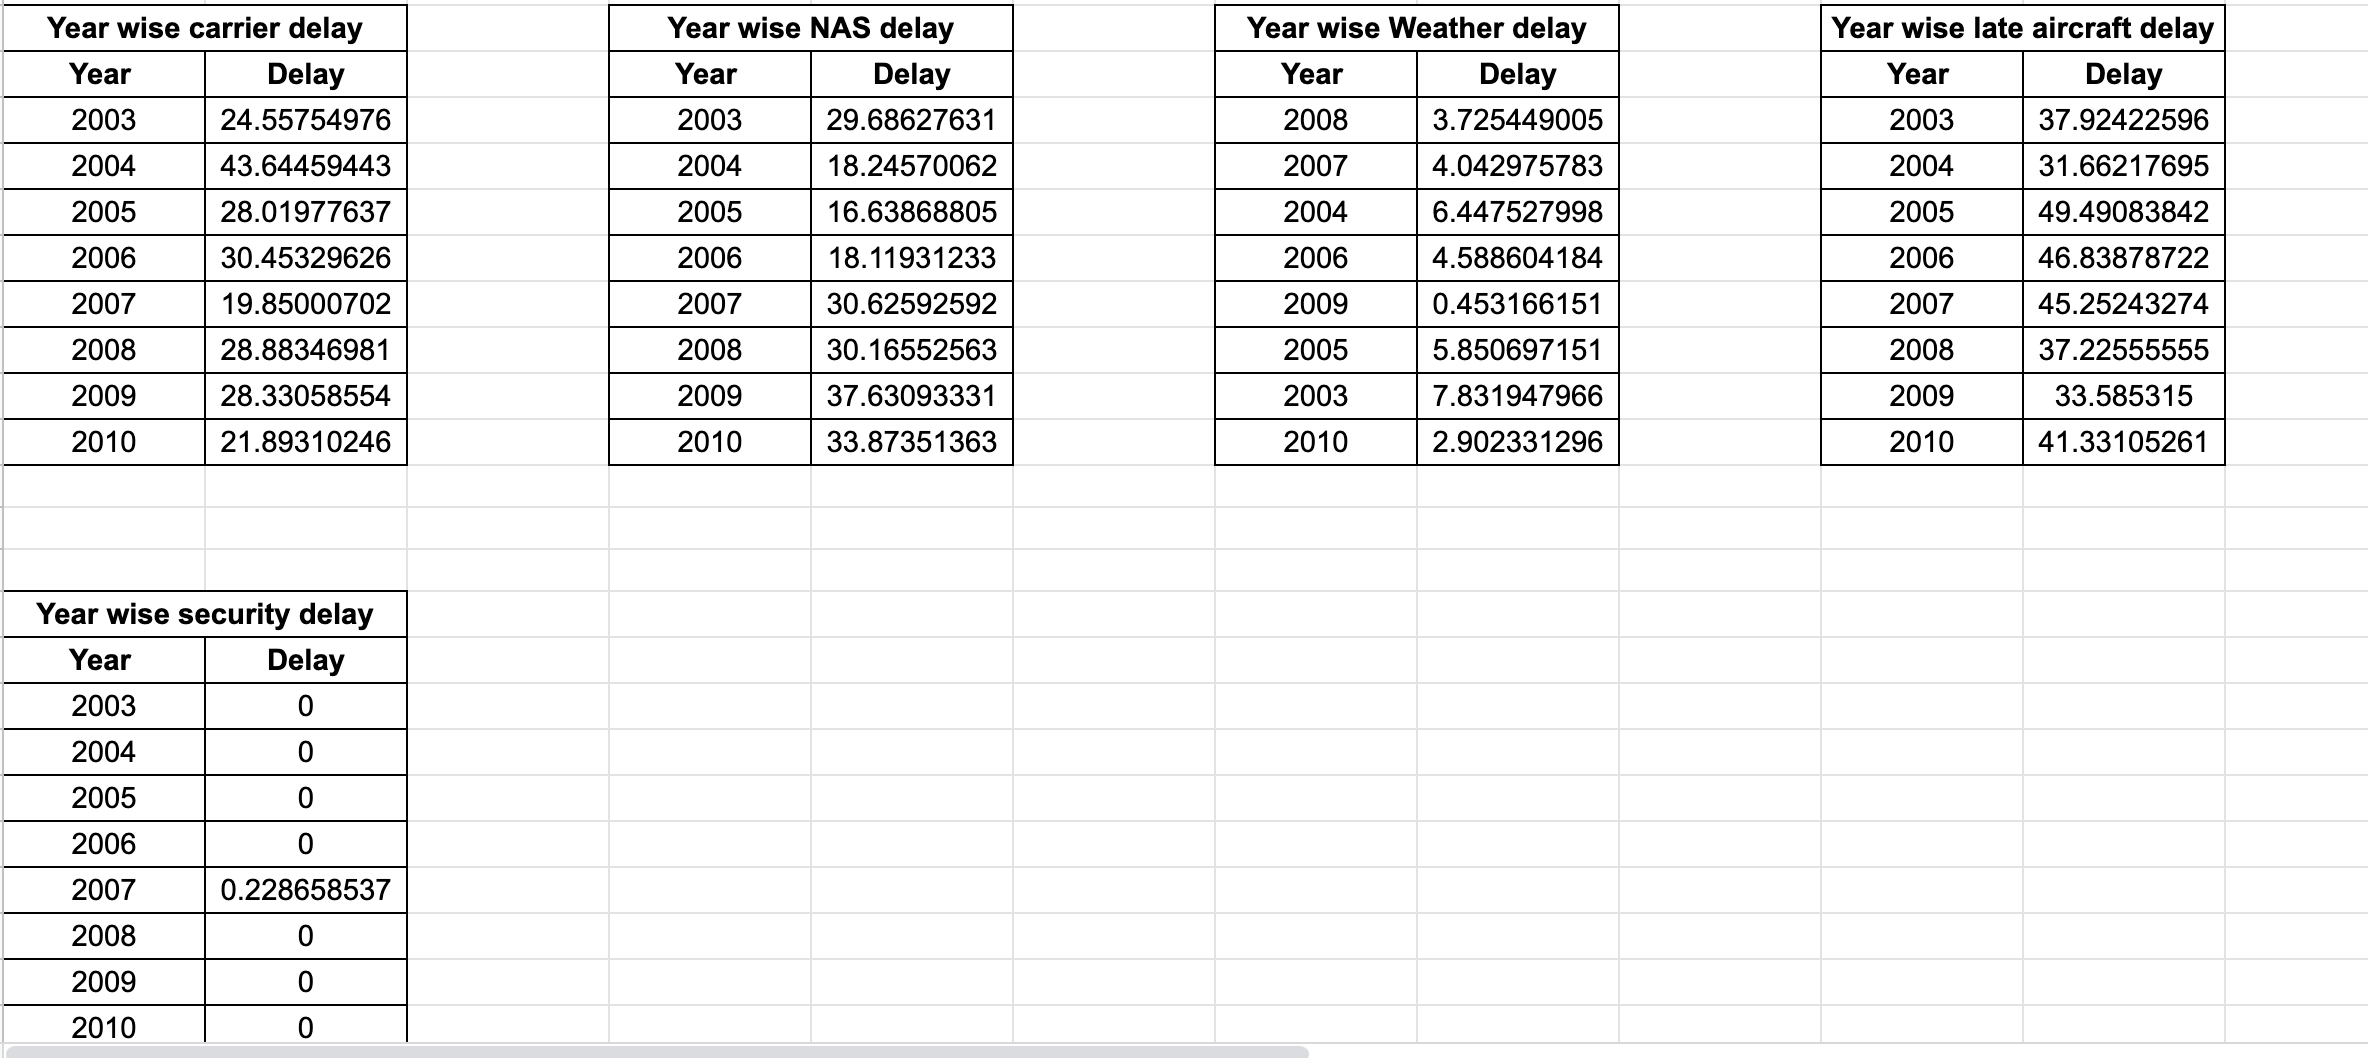 Year wise carrier delay Year wise NAS delay Year wise Weather delay Year wise late aircraft delay
Year Delay Year Delay Year Delay Year Delay
2003 24.55754976 2003 29.68627631 2008 3.725449005 2003 37.92422596
2004 43.64459443 2004 18.24570062 2007 4.042975783 2004 31.66217695
2005 28.01977637 2005 16.63868805 2004 6.447527998 2005 49.49083842
2006 30.45329626 2006 18.11931233 2006 4.588604184 2006 46.83878722
2007 19.85000702 2007 30.62592592 2009 0.453166151 2007 45.25243274
2008 28.88346981 2008 30.16552563 2005 5.850697151 2008 37.22555555
2009 28.33058554 2009 37.63093331 2003 7.831947966 2009 33.585315
2010 21.89310246 2010 33.87351363 2010 2.902331296 2010 41.33105261
Year wise security delay
Year Delay
2003 0
2004 0
2005 0
2006 0
2007 0.228658537
2008 0
2009 0
2010 0